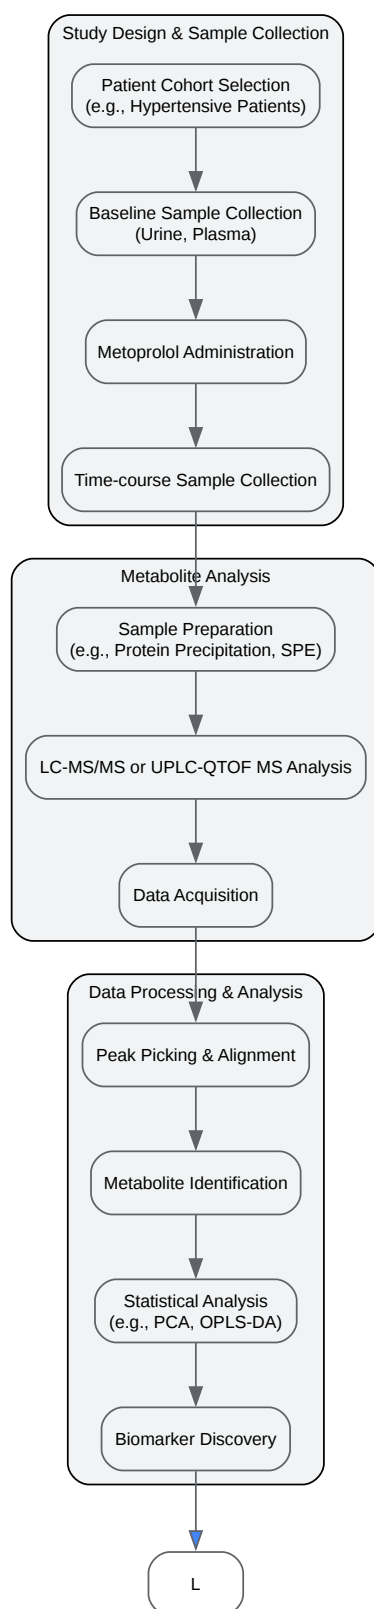 Study Design & Sample Collection
Patient Cohort Selection
(e.g., Hypertensive Patients)
Baseline Sample Collection
(Urine, Plasma)
Metoprolol Administration
Time-course Sample Collection
Metabolite Analysis
Sample Preparation
(e.g., Protein Precipitation, SPE)
LC-MS/MS or UPLC-QTOF MS Analysis
Data Acquisition
Data Processing & Analysis
Peak Picking & Alignment
Metabolite Identification
Statistical Analysis
(e.g., PCA, OPLS-DA)
Biomarker Discovery
L